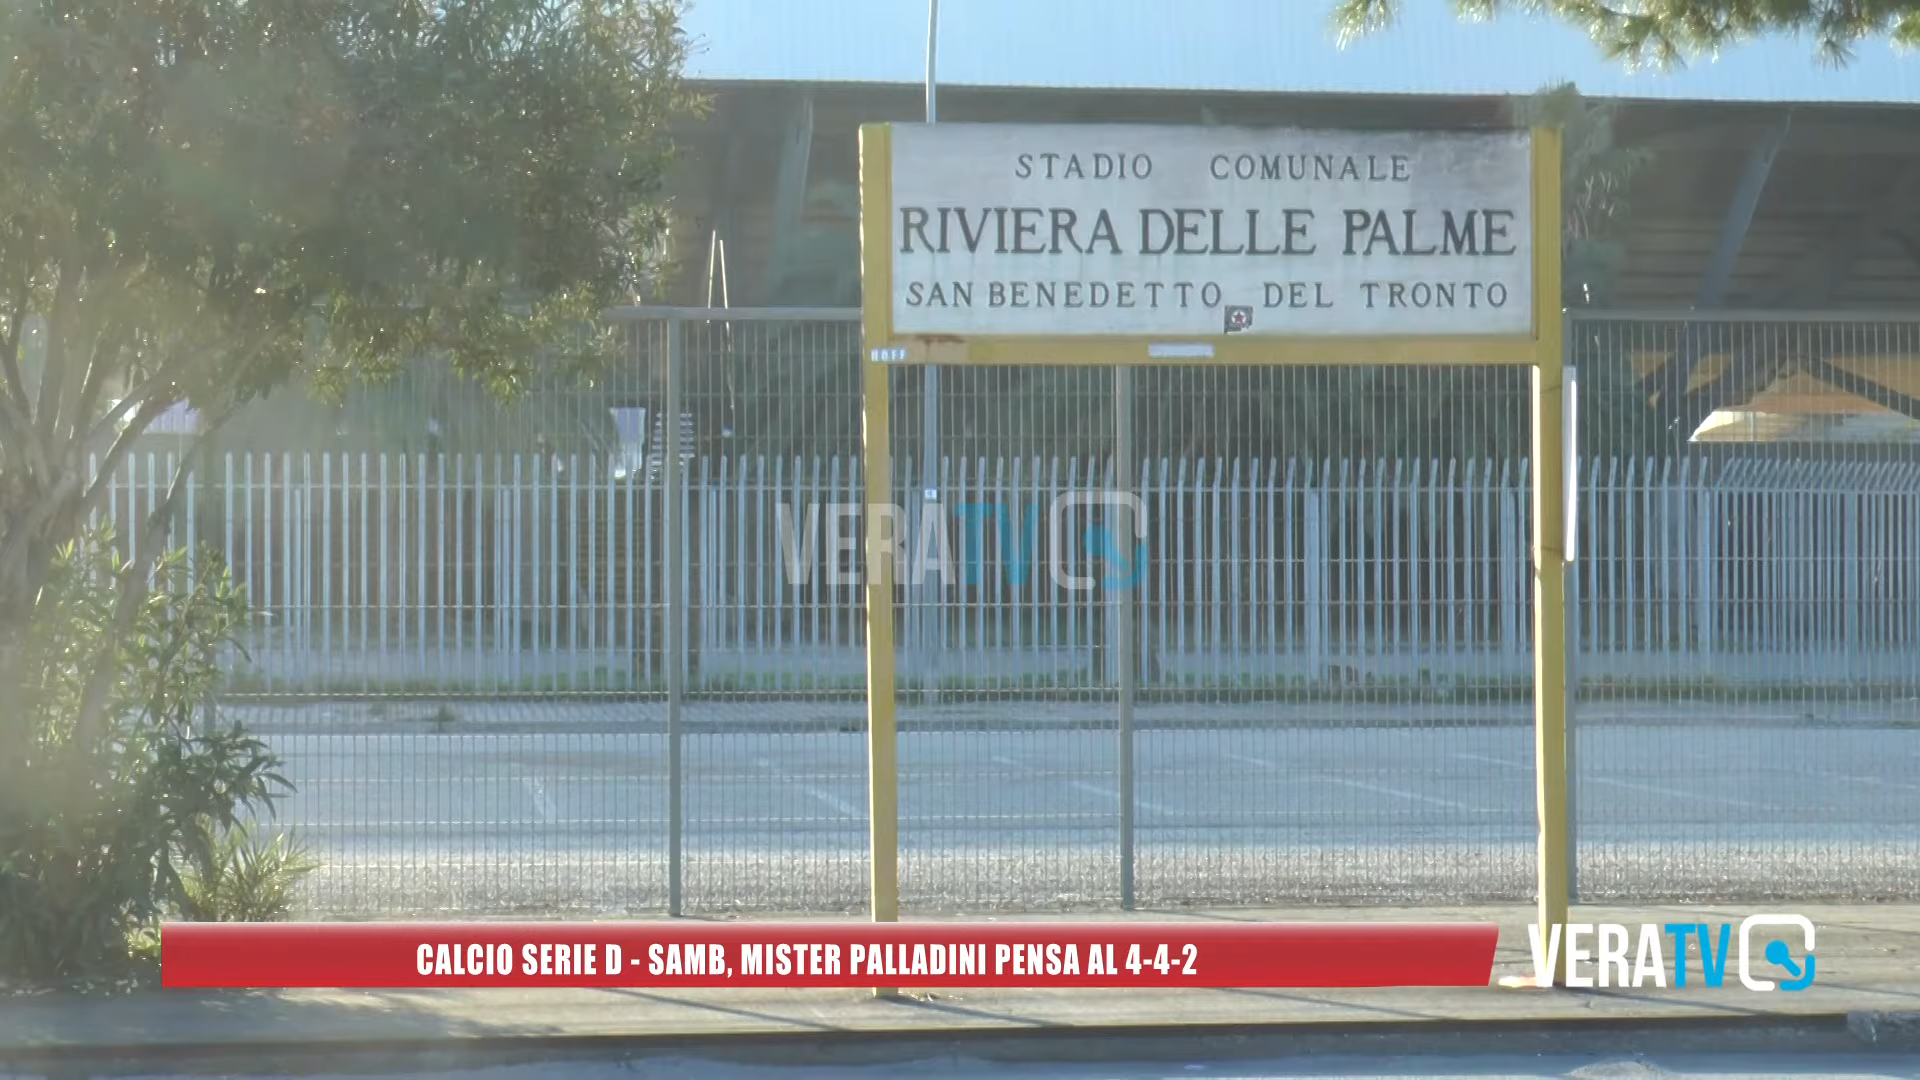 STADIO COMUNALE
RIVIERA DELLE PALME
SAN BENEDETTO DEL TRONTO
HOFF
VERATV
CALCIO SERIE D - SAMB, MISTER PALLADINI PENSA AL 4-4-2
VERATV